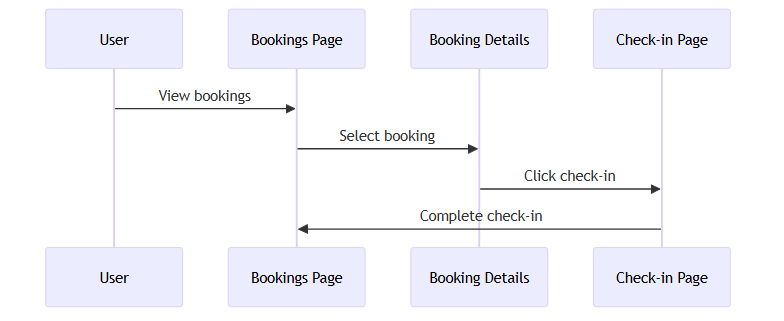 User
Bookings Page
Booking Details
Check-in Page
View bookings
Select booking
Click check-in
Complete check-in
User
Bookings Page
Booking Details
Check-in Page